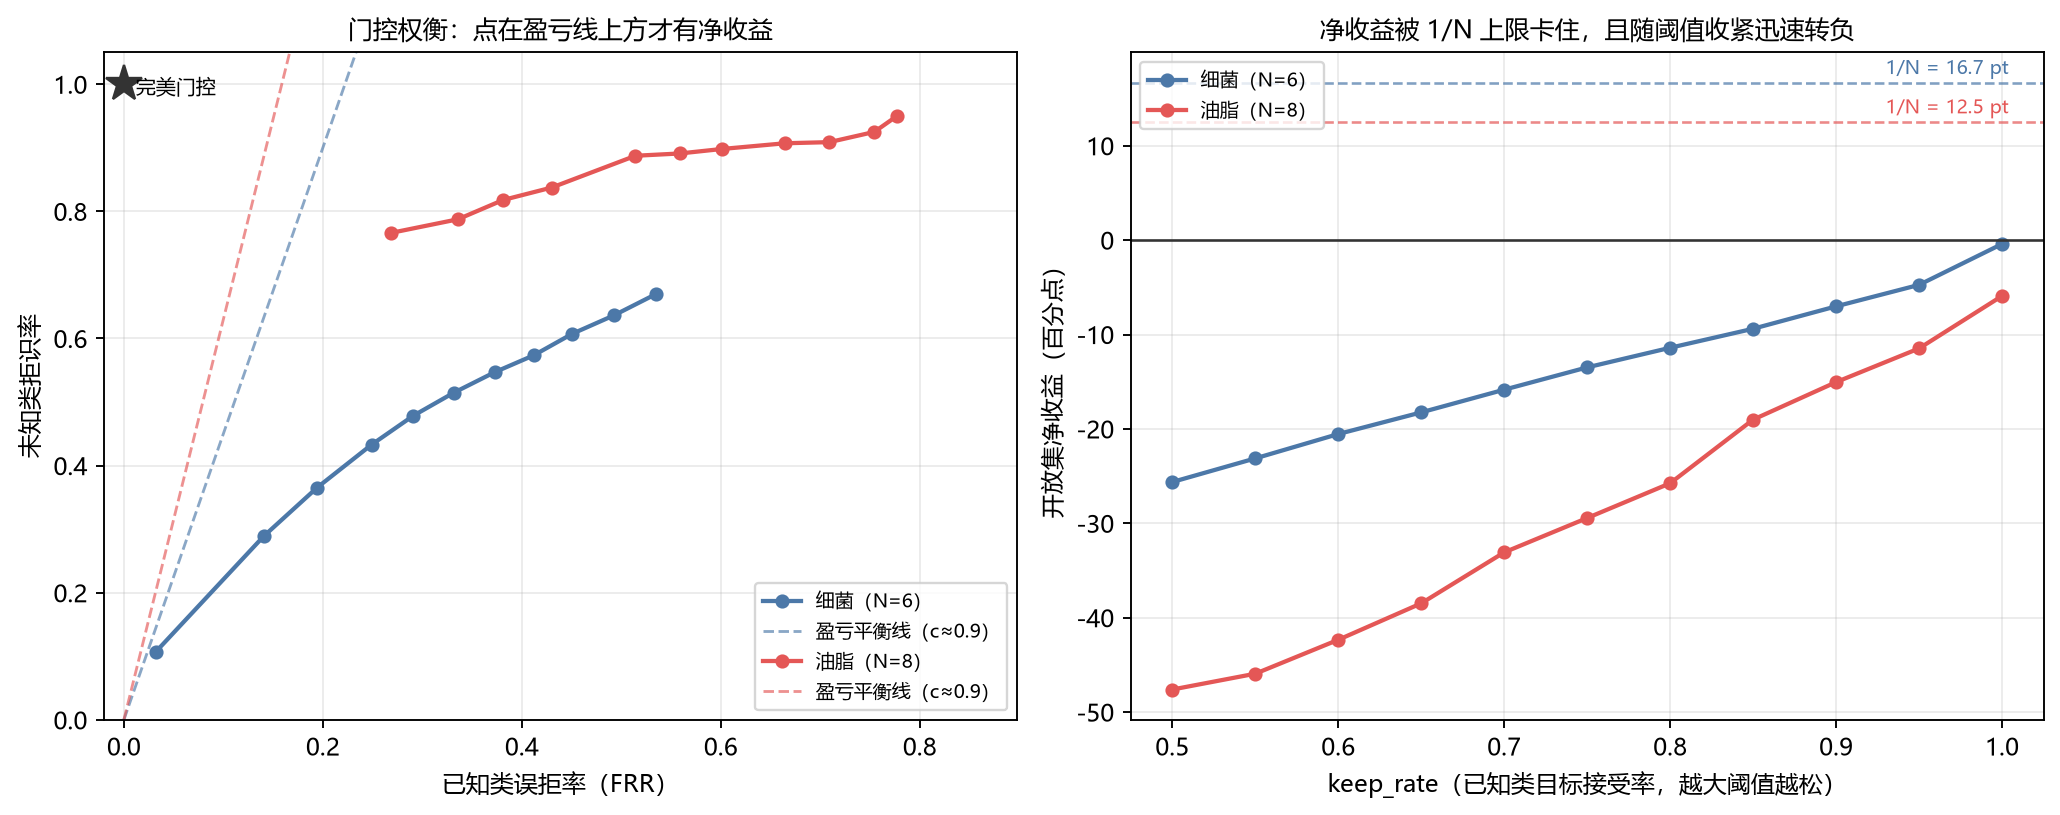 门控权衡：点在盈亏线上方才有净收益
完美门控
1.0
0.8
0.6
0.4
0.2
0.0
未知类拒识率
细菌（N=6）
盈亏平衡线（c≈0.9）
油脂（N=8）
盈亏平衡线（c≈0.9）
0.0 0.2 0.4 0.6 0.8
已知类误拒率（FRR）
净收益被 1/N 上限卡住，且随阈值收紧迅速转负
细菌（N=6）
油脂（N=8）
1/N = 16.7 pt
1/N = 12.5 pt
10
0
-10
-20
-30
-40
-50
开放集净收益（百分点）
0.5 0.6 0.7 0.8 0.9 1.0
keep_rate（已知类目标接受率，越大阈值越松）